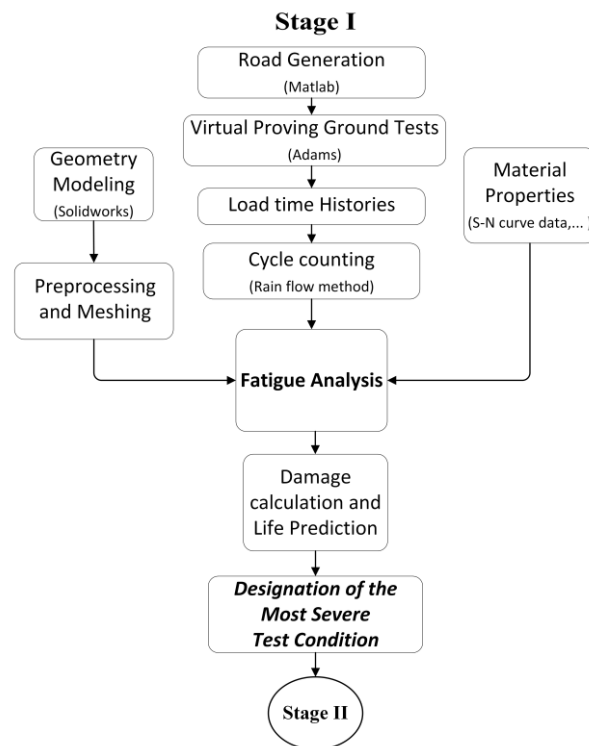 Stage I
Road Generation
(Matlab)
Virtual Proving Ground Tests
(Adams)
Geometry
Modeling
(Solidworks)
Load time Histories
Material
Properties
(S-N curve data,... )
Cycle counting
(Rain flow method)
Preprocessing
and Meshing
Fatigue Analysis
Damage
calculation and
Life Prediction
Designation of the
Most Severe
Test Condition
Stage II